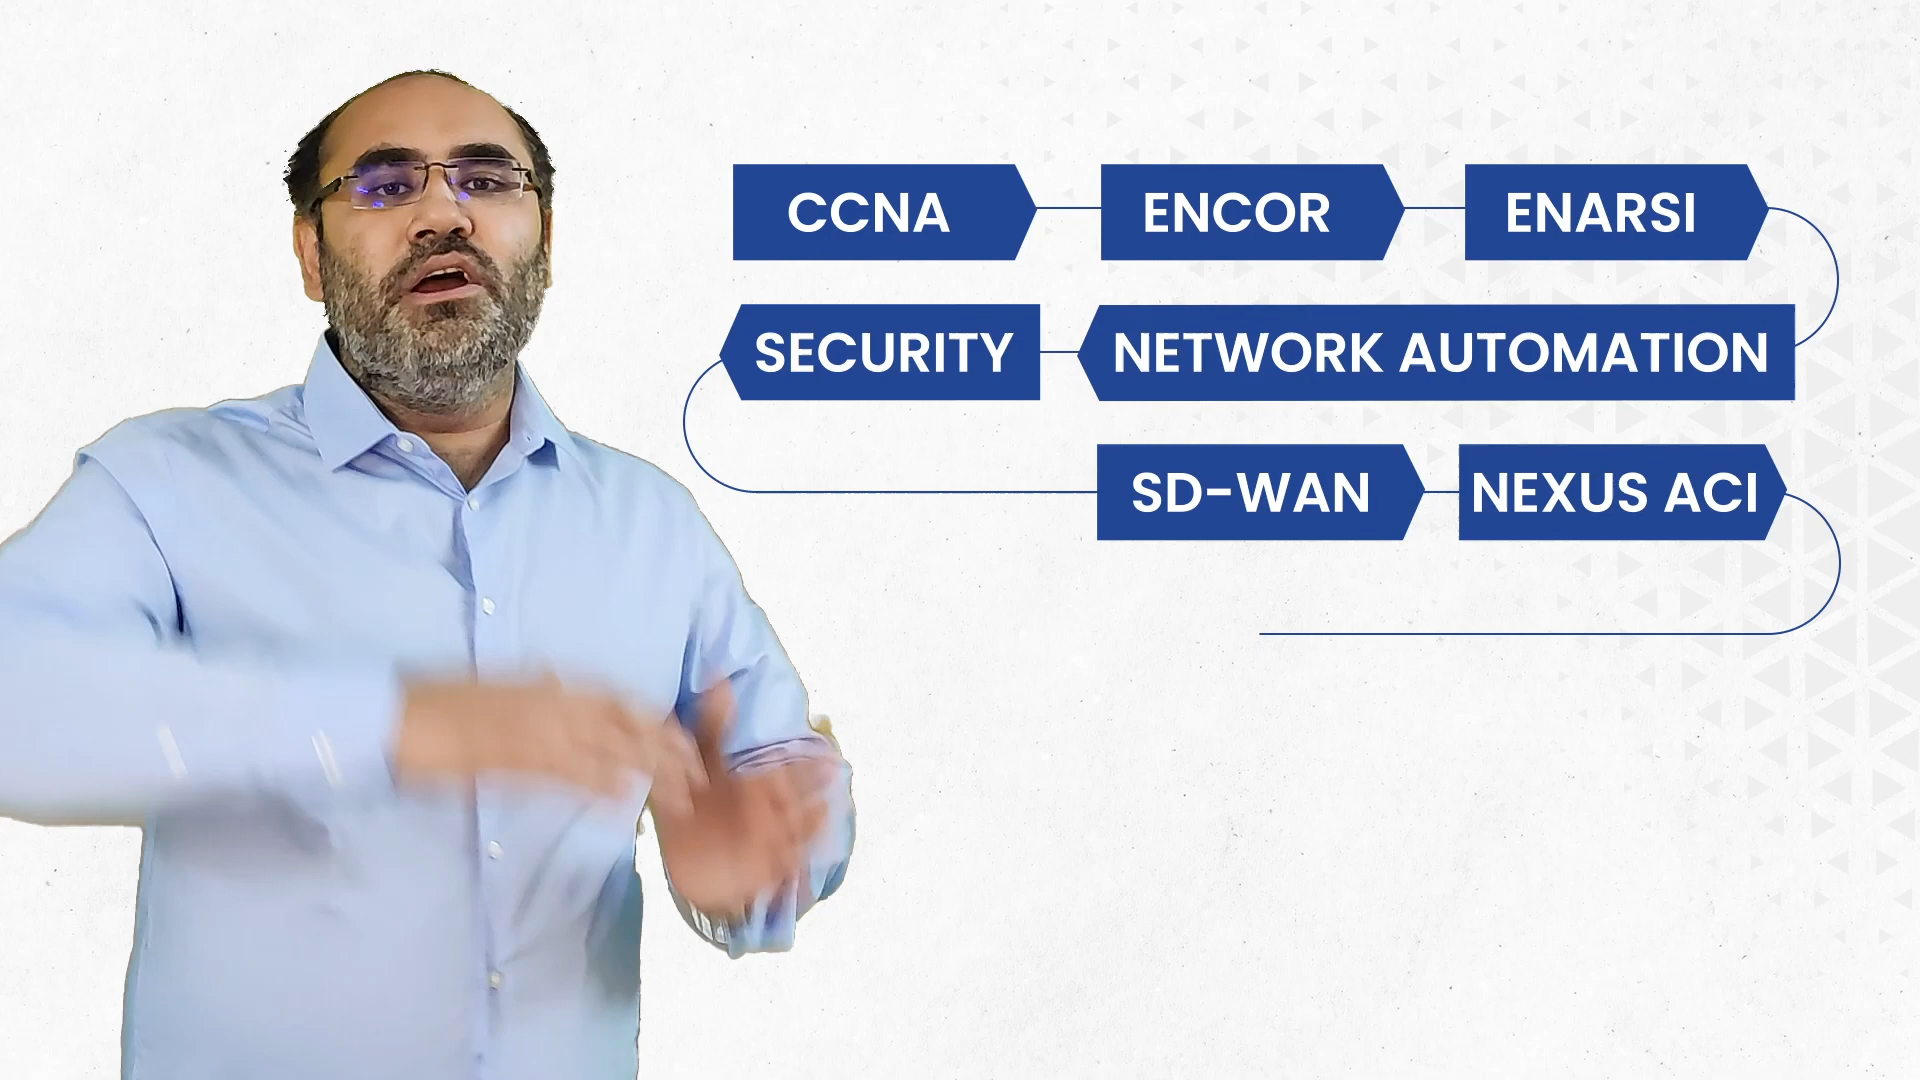 CCNA ENCOR ENARSI
SECURITY NETWORK AUTOMATION
SD-WAN NEXUS ACI